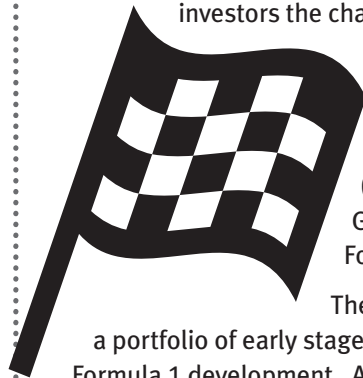 investors the cha
G
Fo
The
a portfolio of early stage
Formula 1 development. A